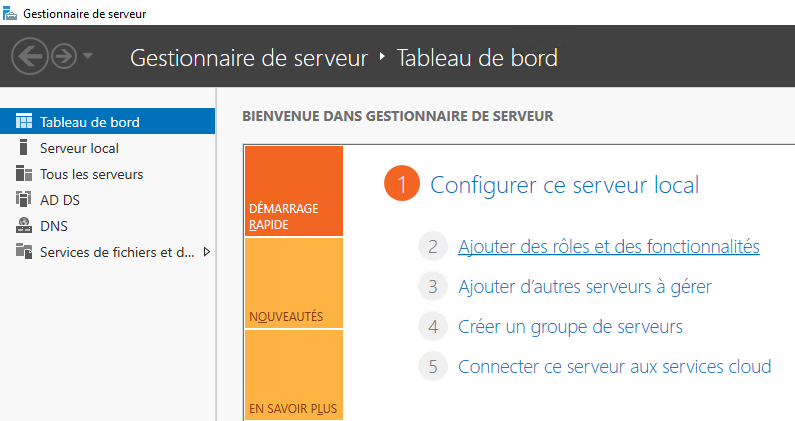 Gestionnaire de serveur
Gestionnaire de serveur ‣ Tableau de bord
Tableau de bord
Serveur local
Tous les serveurs
AD DS
DNS
Services de fichiers et d...
BIENVENUE DANS GESTIONNAIRE DE SERVEUR
DÉMARRAGE
RAPIDE
NOUVEAUTÉS
EN SAVOIR PLUS
1 Configurer ce serveur local
2 Ajouter des rôles et des fonctionnalités
3 Ajouter d'autres serveurs à gérer
4 Créer un groupe de serveurs
5 Connecter ce serveur aux services cloud